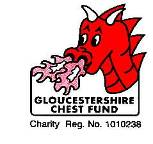 GLOUCESTERSHIRE
CHEST FUND
Charity Reg. No. 1010238